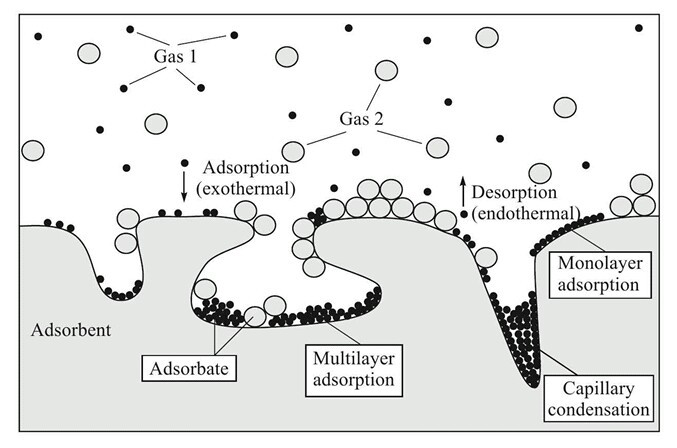 Gas 1
Gas 2
Adsorption
(exothermal)
Desorption
(endothermal)
Monolayer
adsorption
Adsorbent
Adsorbate
Multilayer
adsorption
Capillary
condensation